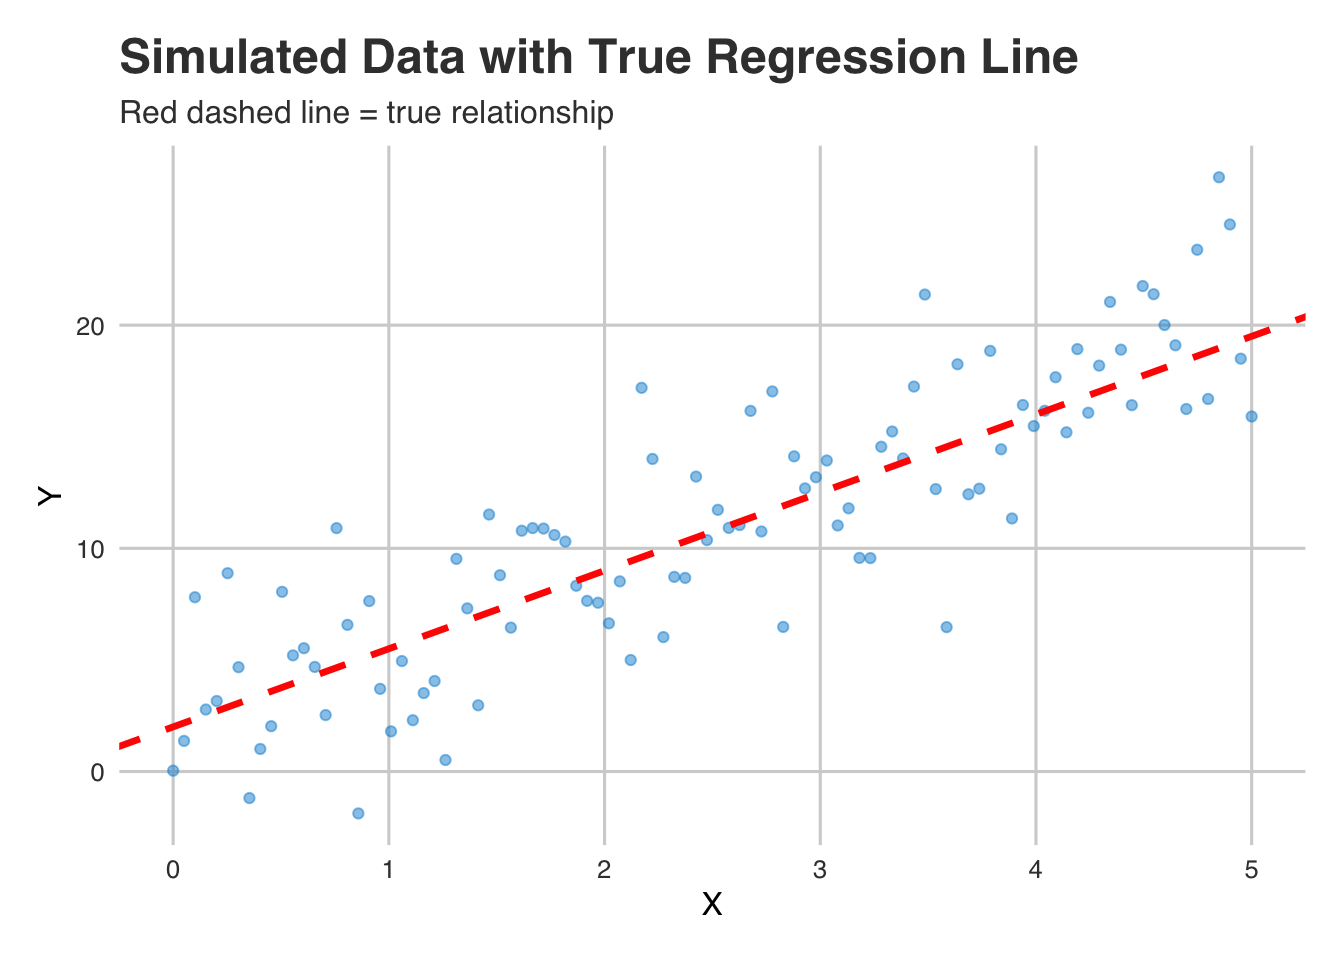 Simulated Data with True Regression Line
Red dashed line = true relationship
Y
20
10
0
0 1 2 3 4 5
X